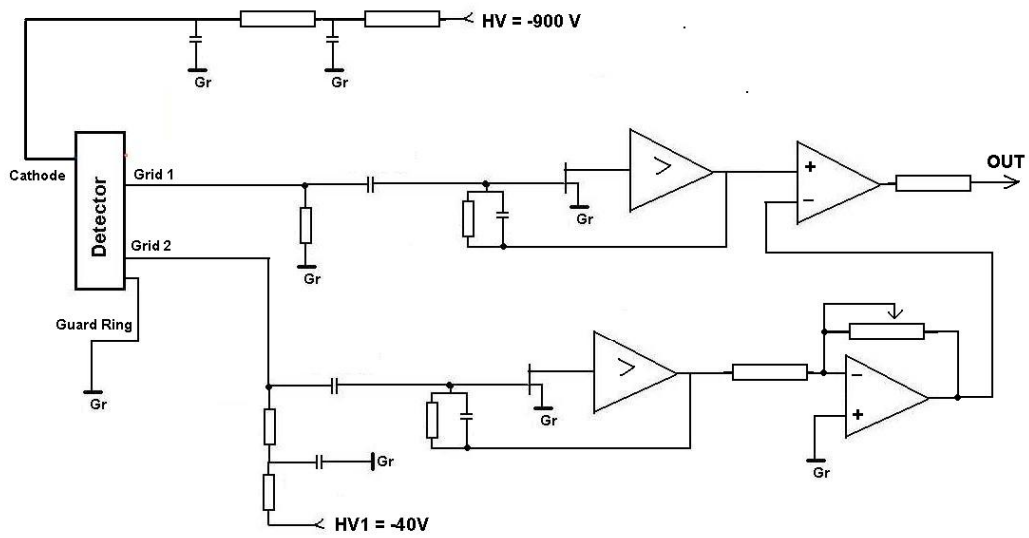 HV = -900 V
Gr
Gr
Cathode
Detector
Grid 1
Grid 2
Guard Ring
Gr
Gr
Gr
>
+
−
OUT
Gr
Gr
>
−
+
Gr
HV1 = -40V